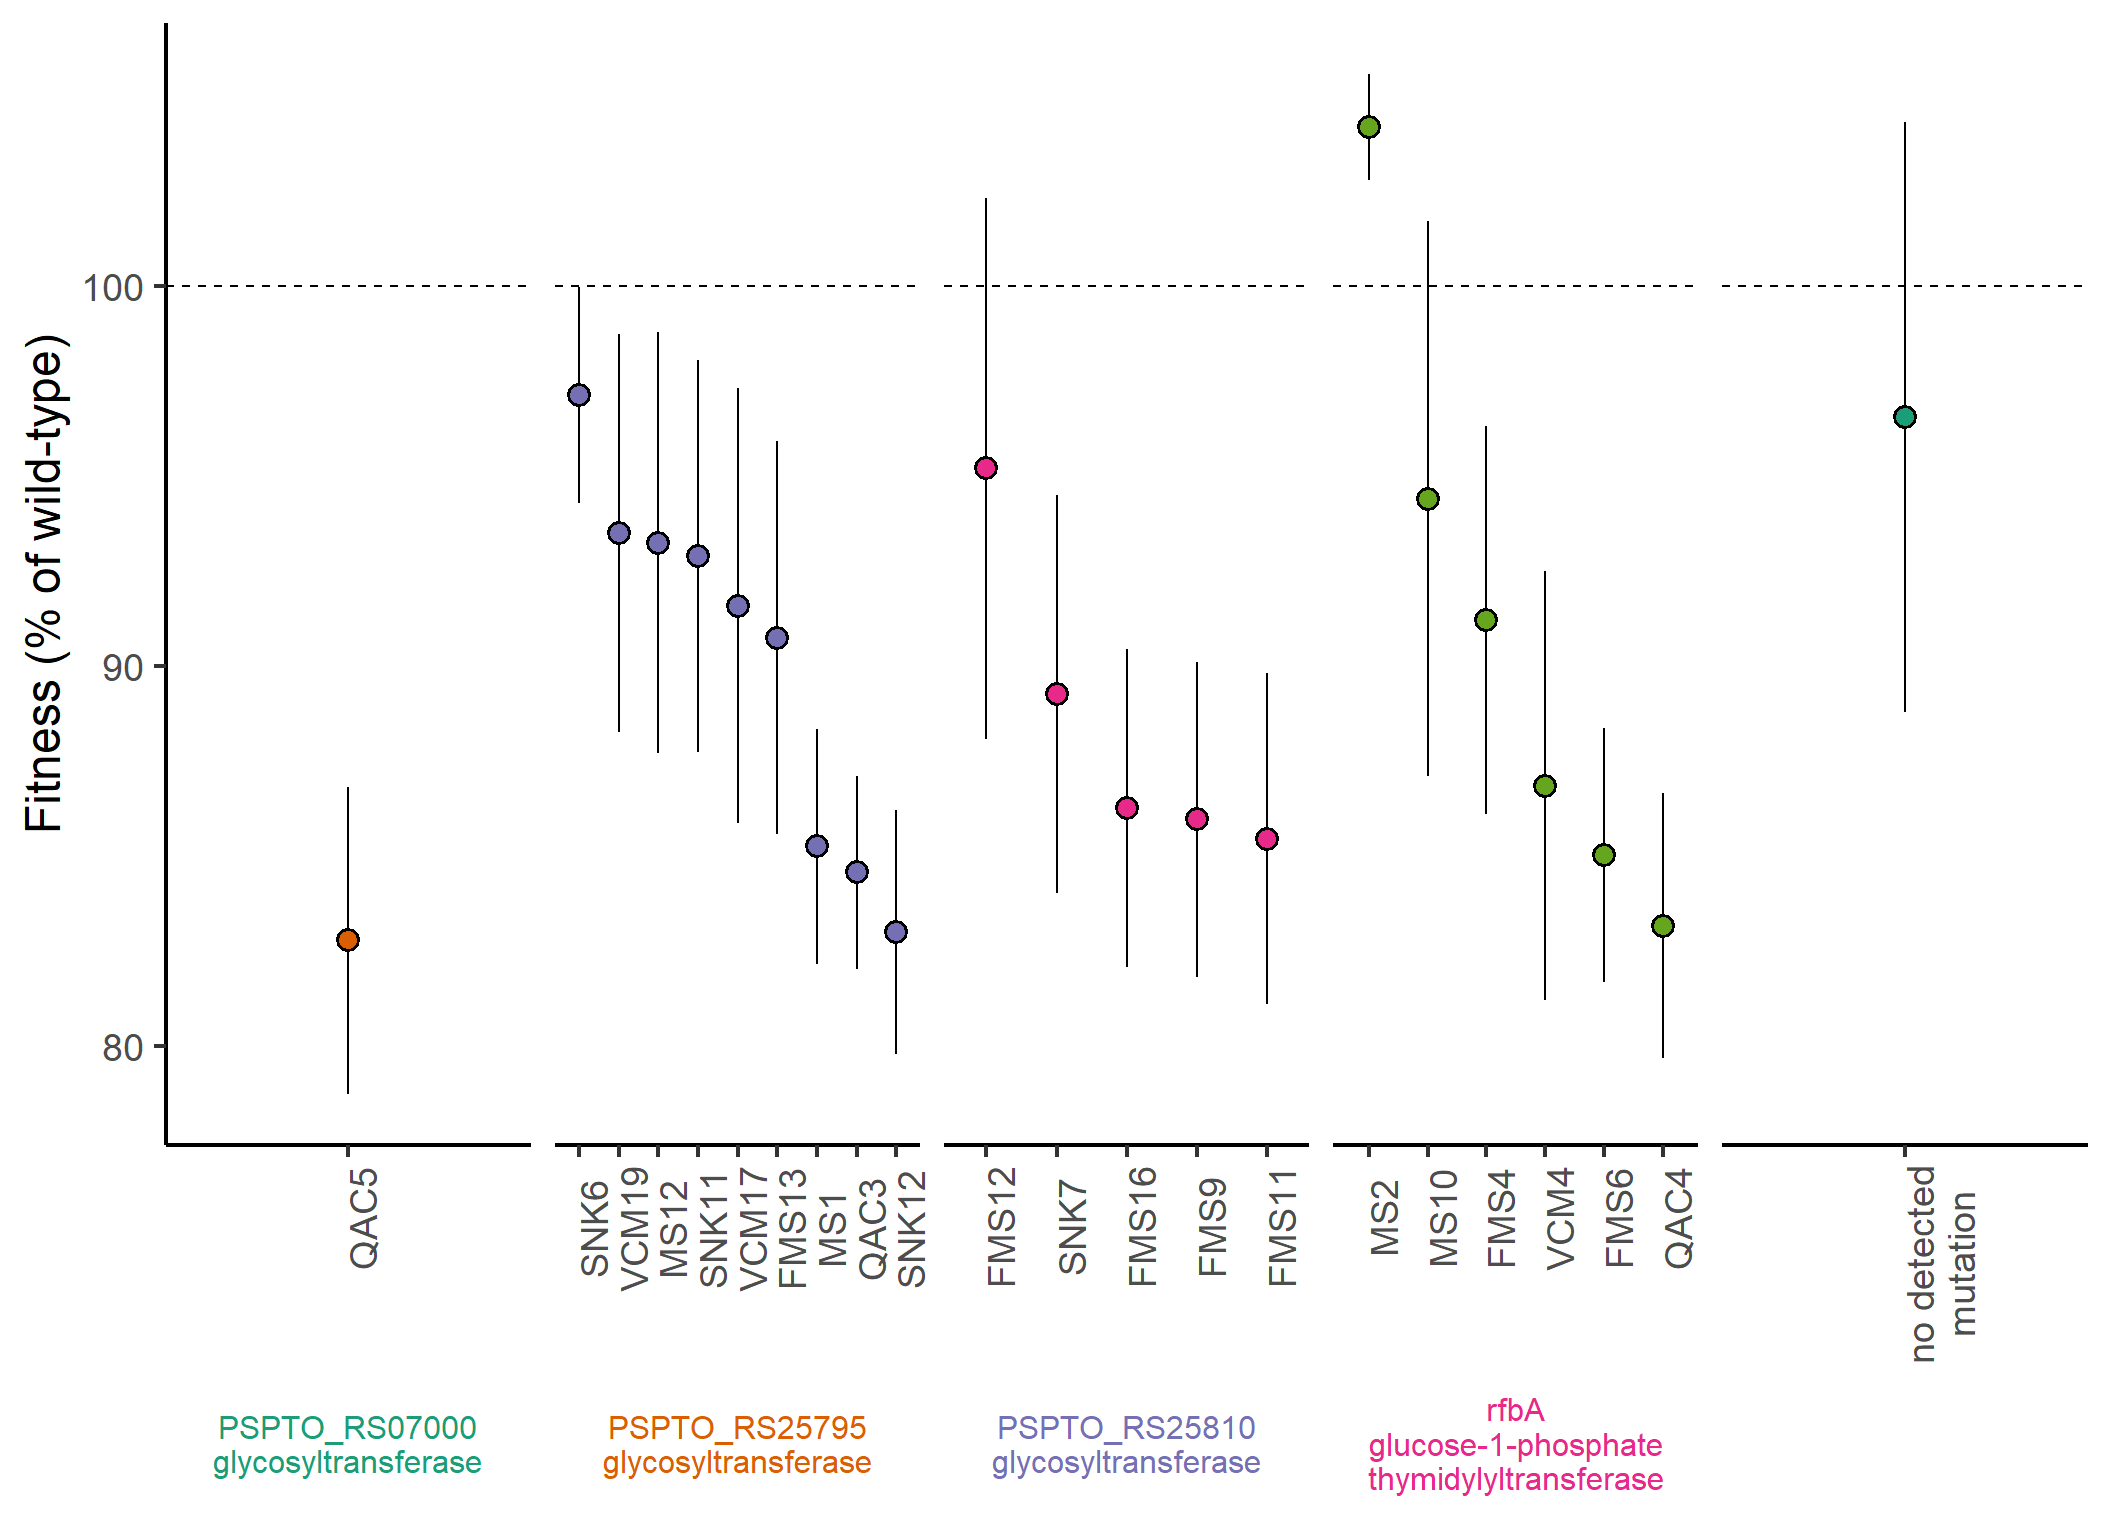 Fitness (% of wild-type)
100
90
80
QAC5
SNK6
VCM19
MS12
SNK11
VCM17
FMS13
MS1
QAC3
SNK12
FMS12
SNK7
FMS16
FMS9
FMS11
MS2
MS10
FMS4
VCM4
FMS6
QAC4
no detected
mutation
PSPTO_RS07000
glycosyltransferase
PSPTO_RS25795
glycosyltransferase
PSPTO_RS25810
glycosyltransferase
rfbA
glucose-1-phosphate
thymidylyltransferase